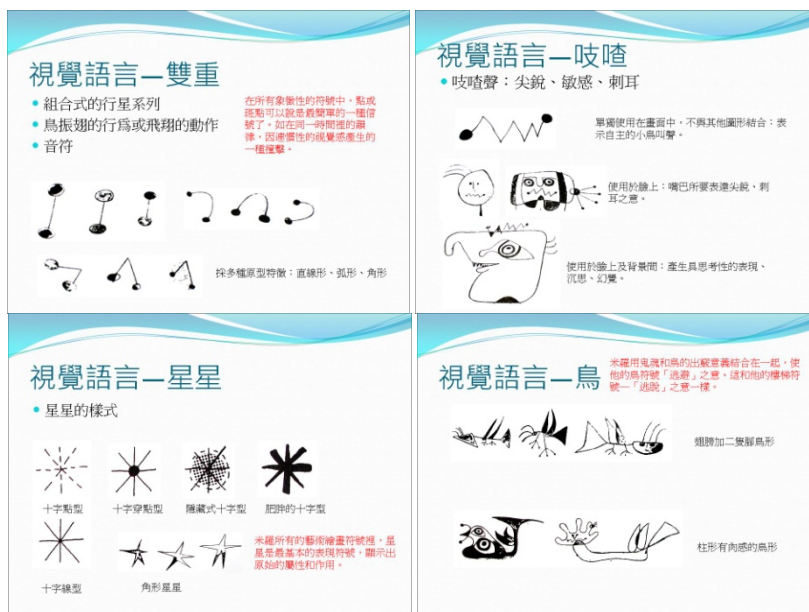 視覺語言—雙重
組合式的行星系列
鳥振翅的行為或飛翔的動作
音符
在所有象徵性的符號中，點或
斑點可以說是最簡單的一種信
號了。如在同一時間裡的韻
律，因連慣性的視覺感產生的
一種撞擊。
採多種原型特徵：直線形、弧形、角形
視覺語言—吱喳
吱喳聲：尖銳、敏感、刺耳
單獨使用在畫面中，不與其他圖形結合：表
示自主的小鳥叫聲。
使用於臉上：嘴巴所要表達尖銳、刺
耳之意。
使用於臉上及背景間：產生具思考性的表現、
沉思、幻覺。
視覺語言—星星
星星的樣式
十字點型
十字穿點型
隱藏式十字型
肥胖的十字型
十字線型
角形星星
米羅所有的藝術繪畫符號裡，星
星是最基本的表現符號，顯示出
原始的屬性和作用。
視覺語言—鳥
米羅用鬼魂和鳥的出竅意義結合在一起，使
他的鳥符號「逃避」之意。這和他的樓梯符
號—「逃脫」之意一樣。
翅膀加二隻腳鳥形
柱形有肉感的鳥形